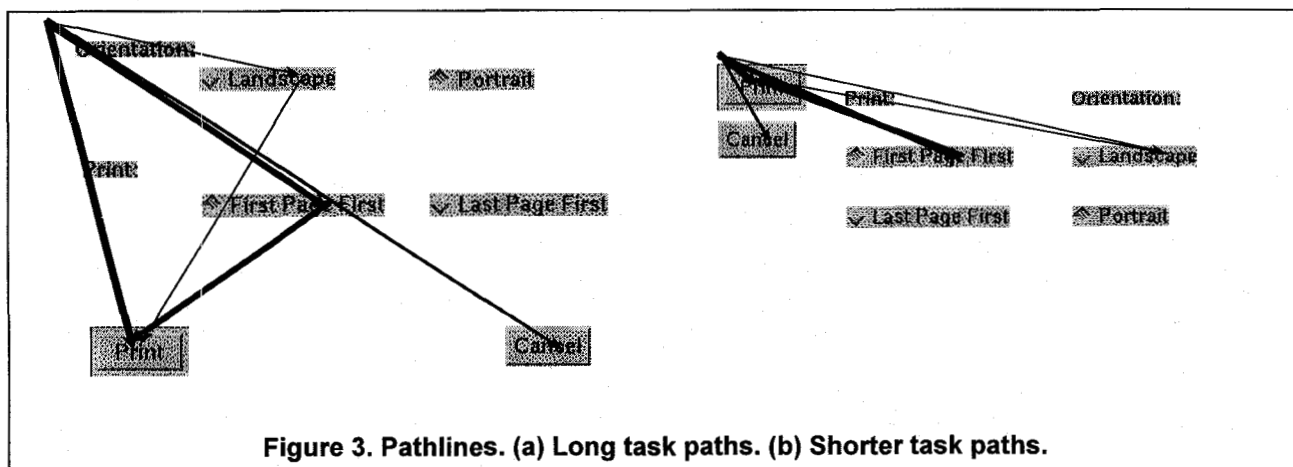 Orientation:
Landscape
Portrait
Print:
First Page First
Last Page First
Print
Cancel
Print
Print:
Orientation:
Cancel
First Page First
Landscape
Last Page First
Portrait
Figure 3. Pathlines. (a) Long task paths. (b) Shorter task paths.